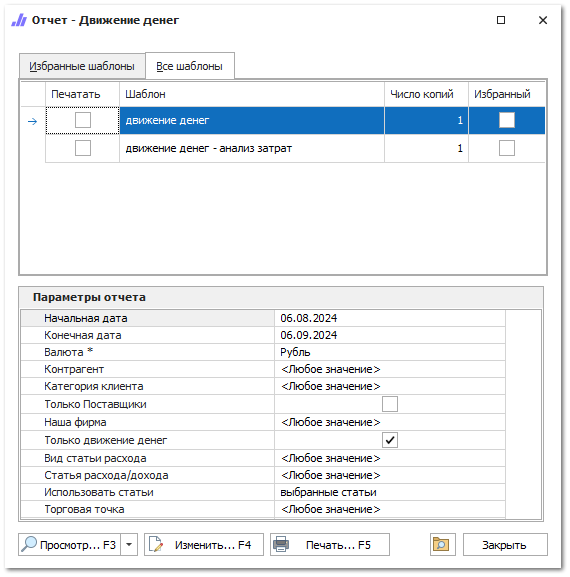 Отчет - Движение денег
Избранные шаблоны Все шаблоны
Печатать Шаблон Число копий Избранный
движение денег 1
движение денег - анализ затрат 1
Параметры отчета
Начальная дата 06.08.2024
Конечная дата 06.09.2024
Валюта * Рубль
Контрагент <Любое значение>
Категория клиента <Любое значение>
Только Поставщики
Наша фирма <Любое значение>
Только движение денег
Вид статьи расхода <Любое значение>
Статья расхода/дохода <Любое значение>
Использовать статьи выбранные статьи
Торговая точка <Любое значение>
Просмотр... F3 Изменить... F4 Печать... F5 Закрыть